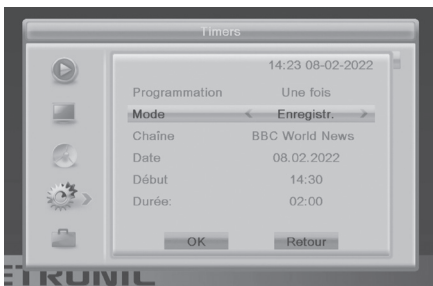 Timers
14:23 08-02-2022
Programmation Une fois
Mode < Enregistr. >
Chaîne BBC World News
Date 08.02.2022
Début 14:30
Durée: 02:00
OK Retour
ETRONIC